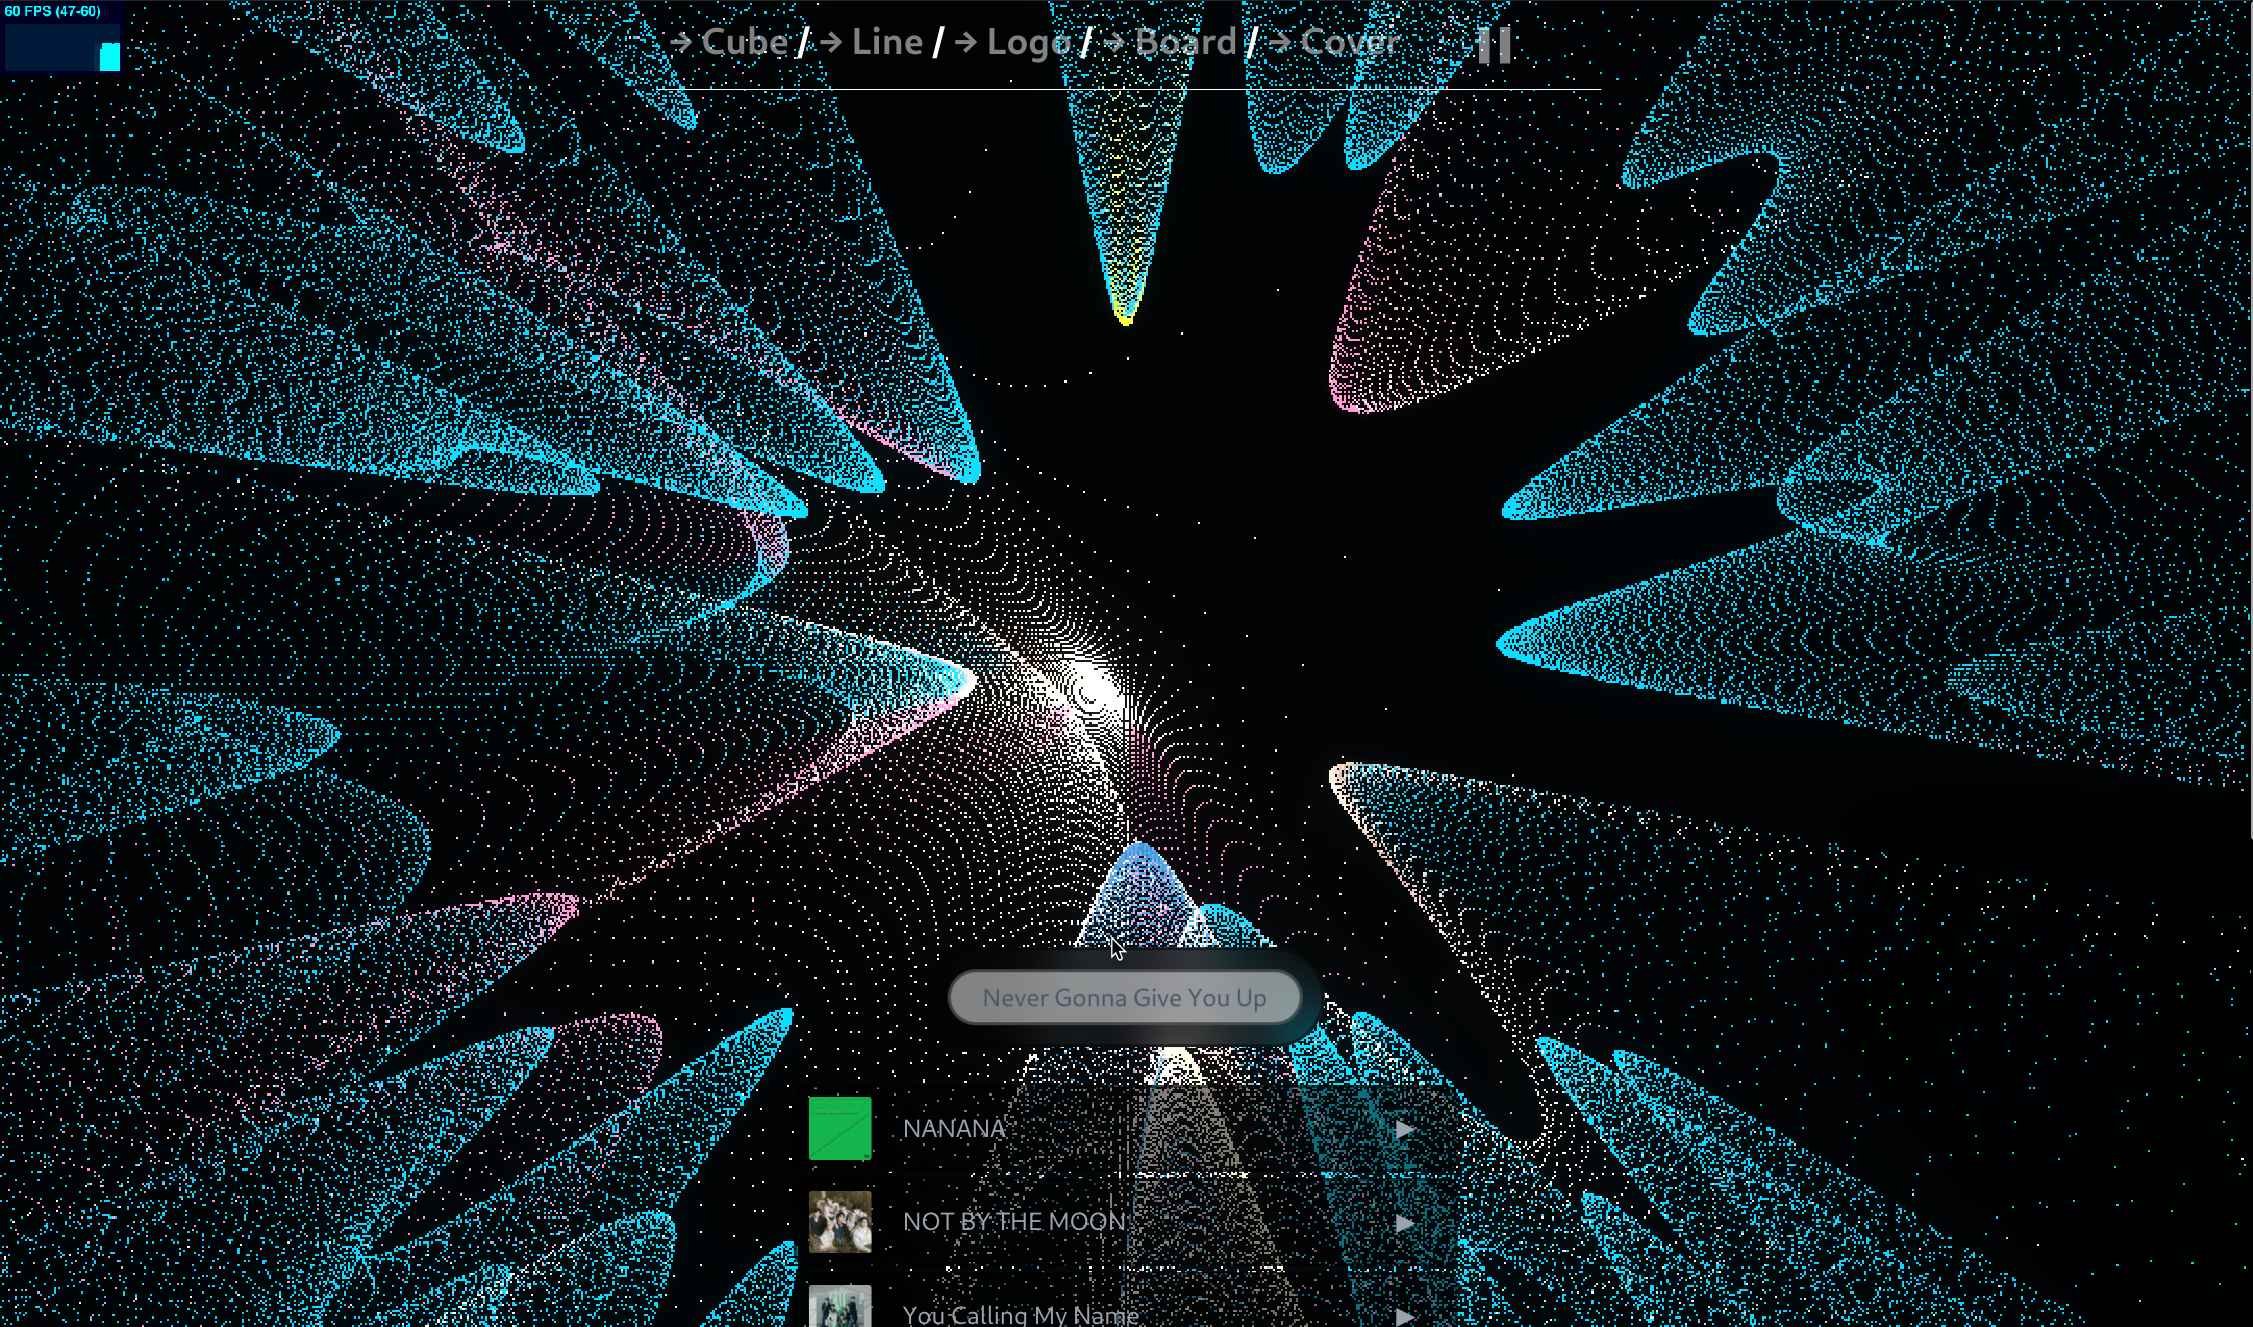 60 FPS (47-60)
→ Cube / → Line / → Logo / → Board / → Cover
Never Gonna Give You Up
NANANA
NOT BY THE MOON
You Calling My Name